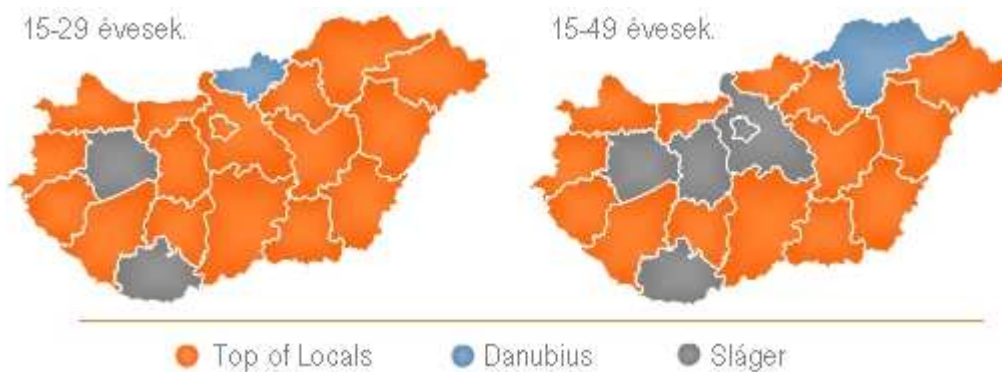 15-29 évesek.
15-49 évesek.
Top of Locals
Danubius
Sláger